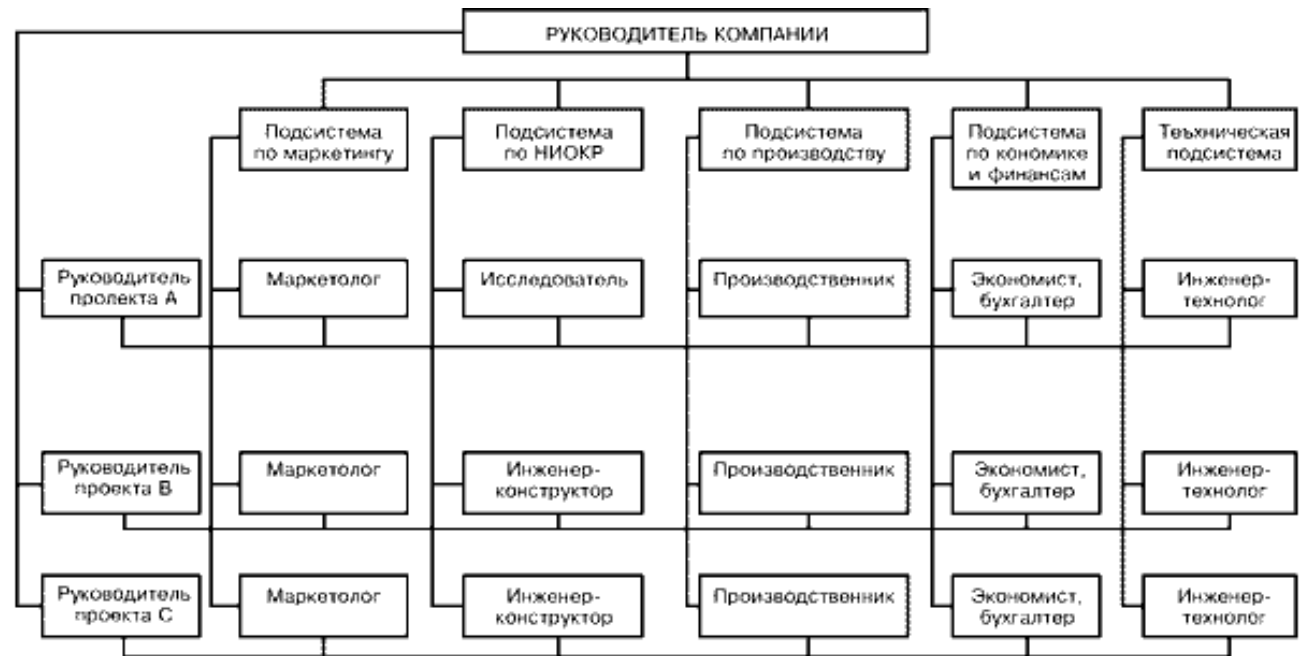 РУКОВОДИТЕЛЬ КОМПАНИИ
Подсистема
по маркетингу
Подсистема
по НИОКР
Подсистема
по производству
Подсистема
по кономике
и финансам
Теъхническая
подсистема
Руководитель
пролекта А
Маркетолог
Исследователь
Производственник
Экономист,
бухгалтер
Инженер-
технолог
Руководитель
проекта В
Маркетолог
Инженер-
конструктор
Производственник
Экономист,
бухгалтер
Инженер-
технолог
Руководитель
проекта С
Маркетолог
Инженер-
конструктор
Производственник
Экономист,
бухгалтер
Инженер-
технолог